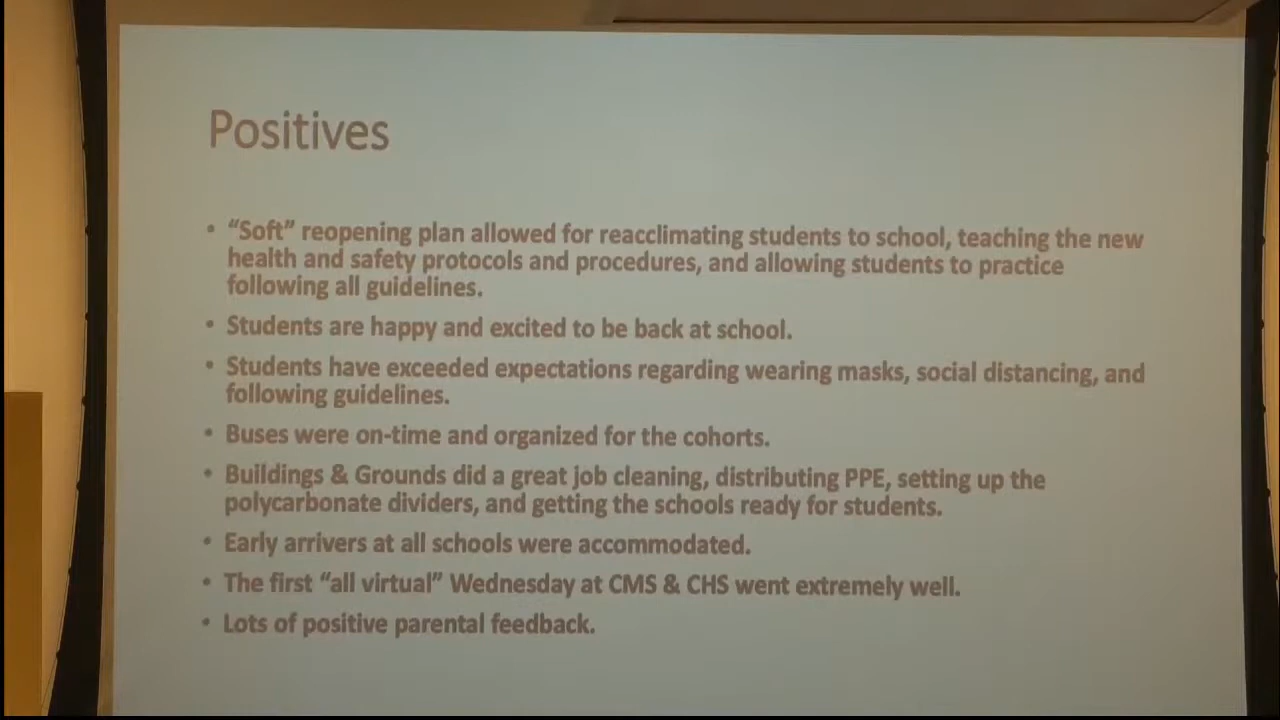 Positives
• “Soft” reopening plan allowed for reacclimating students to school, teaching the new
health and safety protocols and procedures, and allowing students to practice
following all guidelines.
• Students are happy and excited to be back at school.
• Students have exceeded expectations regarding wearing masks, social distancing, and
following guidelines.
• Buses were on-time and organized for the cohorts.
• Buildings & Grounds did a great job cleaning, distributing PPE, setting up the
polycarbonate dividers, and getting the schools ready for students.
• Early arrivers at all schools were accommodated.
• The first “all virtual” Wednesday at CMS & CHS went extremely well.
• Lots of positive parental feedback.